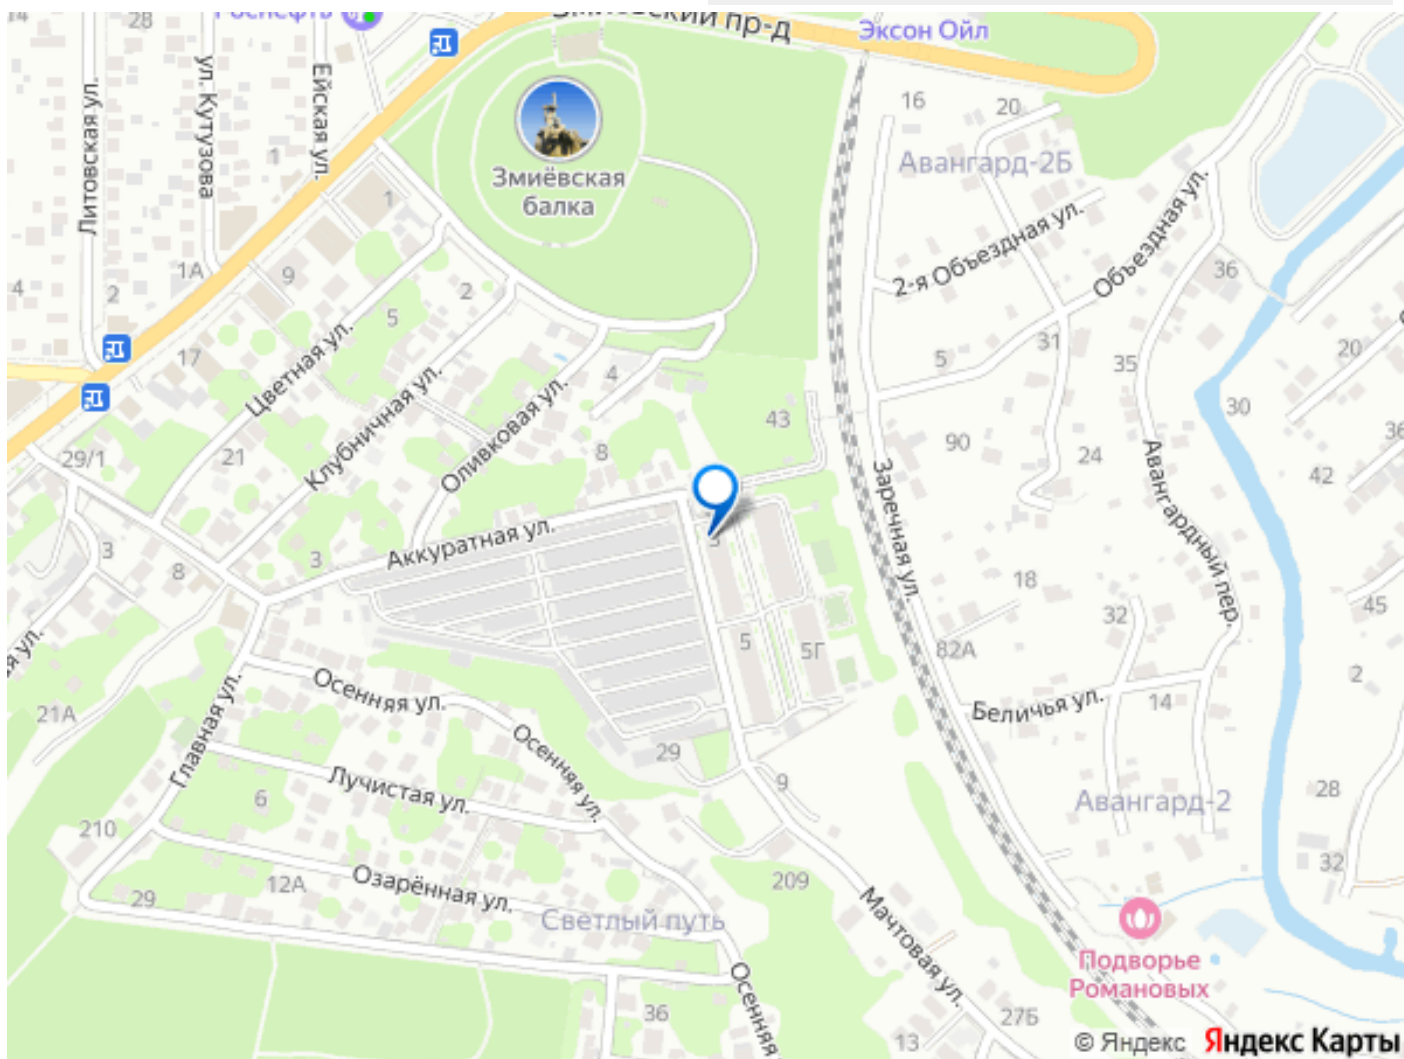 14
28
Роснефть
Змиёвский пр-д
Эксон Ойл
Литовская ул.
ул. Кутузова
Ейская ул.
16
20
1
1
Змиёвская
балка
Авангард-2Б
2-я Объездная ул.
Объездная ул.
36
4
2
1А
9
2
5
17
4
5
31
35
20
30
Цветная ул.
Клубничная ул.
Оливковая ул.
43
90
24
36
42
29/1
21
8
Аккуратная ул.
3
8
3
5
Заречная ул.
Авангардный пер.
18
32
45
82А
5
5Г
2
Беличья ул.
14
21А
Главная ул.
Осенняя ул.
Осенняя ул.
29
9
Лучистая ул.
6
Авангард-2
28
32
210
29
12А
Озарённая ул.
Светлый путь
209
Мачтовая ул.
Подворье
Романовых
Осенняя
36
13
27Б
© Яндекс Яндекс Карты